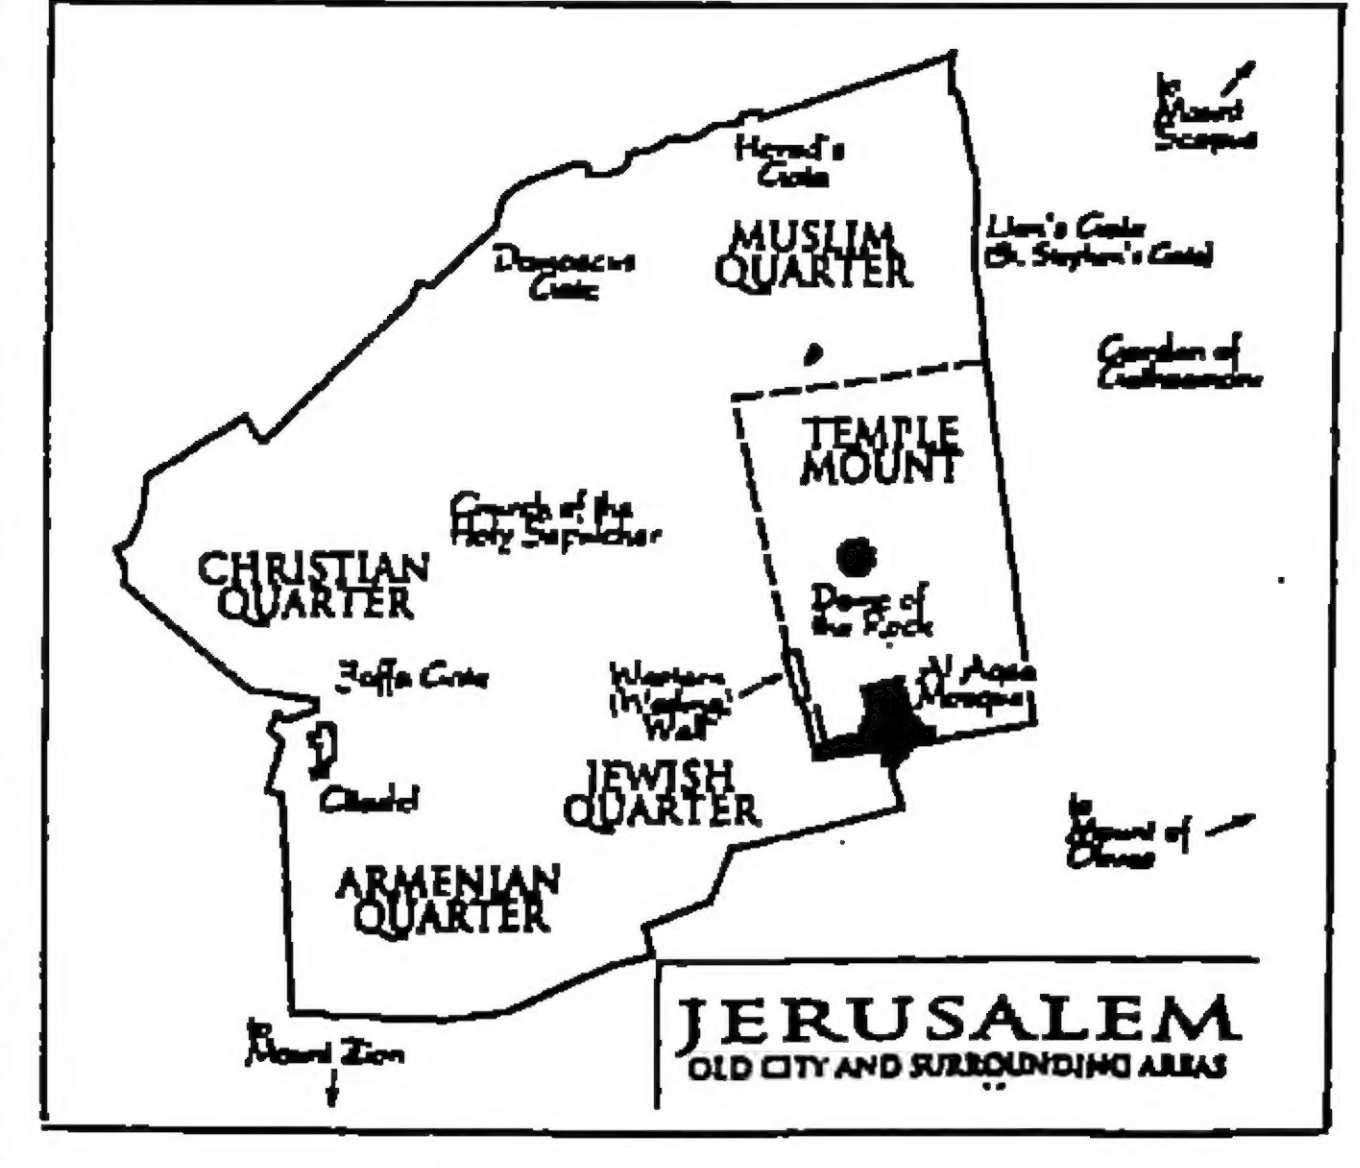 to
Mount
Scopus
Herod's
Gate
Lion's Gate
(St. Stephen's Gate)
MUSLIM
QUARTER
Damascus
Gate
Garden of
Gethsemane
TEMPLE
MOUNT
Church of the
Holy Sepulcher
CHRISTIAN
QUARTER
Dome of
the Rock
Jaffa Gate
Western
(Wailing)
Wall
Al Aqsa
Mosque
JEWISH
QUARTER
Citadel
to
Mount of
Olives
ARMENIAN
QUARTER
to
Mount Zion
JERUSALEM
OLD CITY AND SURROUNDING AREAS